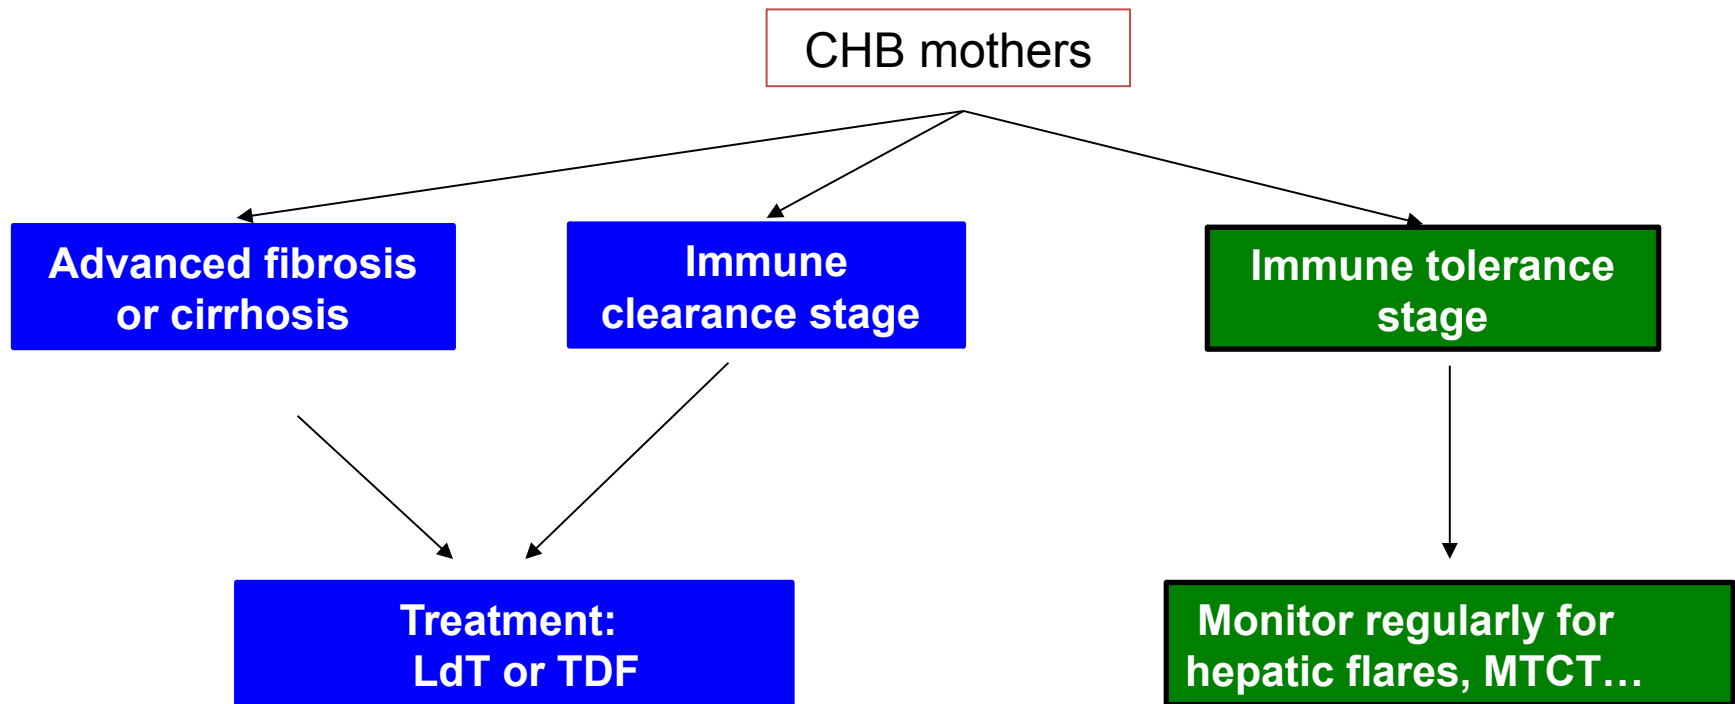 CHB mothers
Advanced fibrosis
or cirrhosis
Immune
clearance stage
Immune tolerance
stage
Treatment:
LdT or TDF
Monitor regularly for
hepatic flares, MTCT…